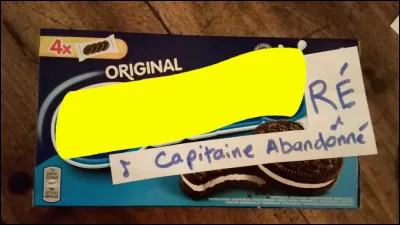 4x
ORIGINAL
RÉ
♪ Capitaine Abandonné